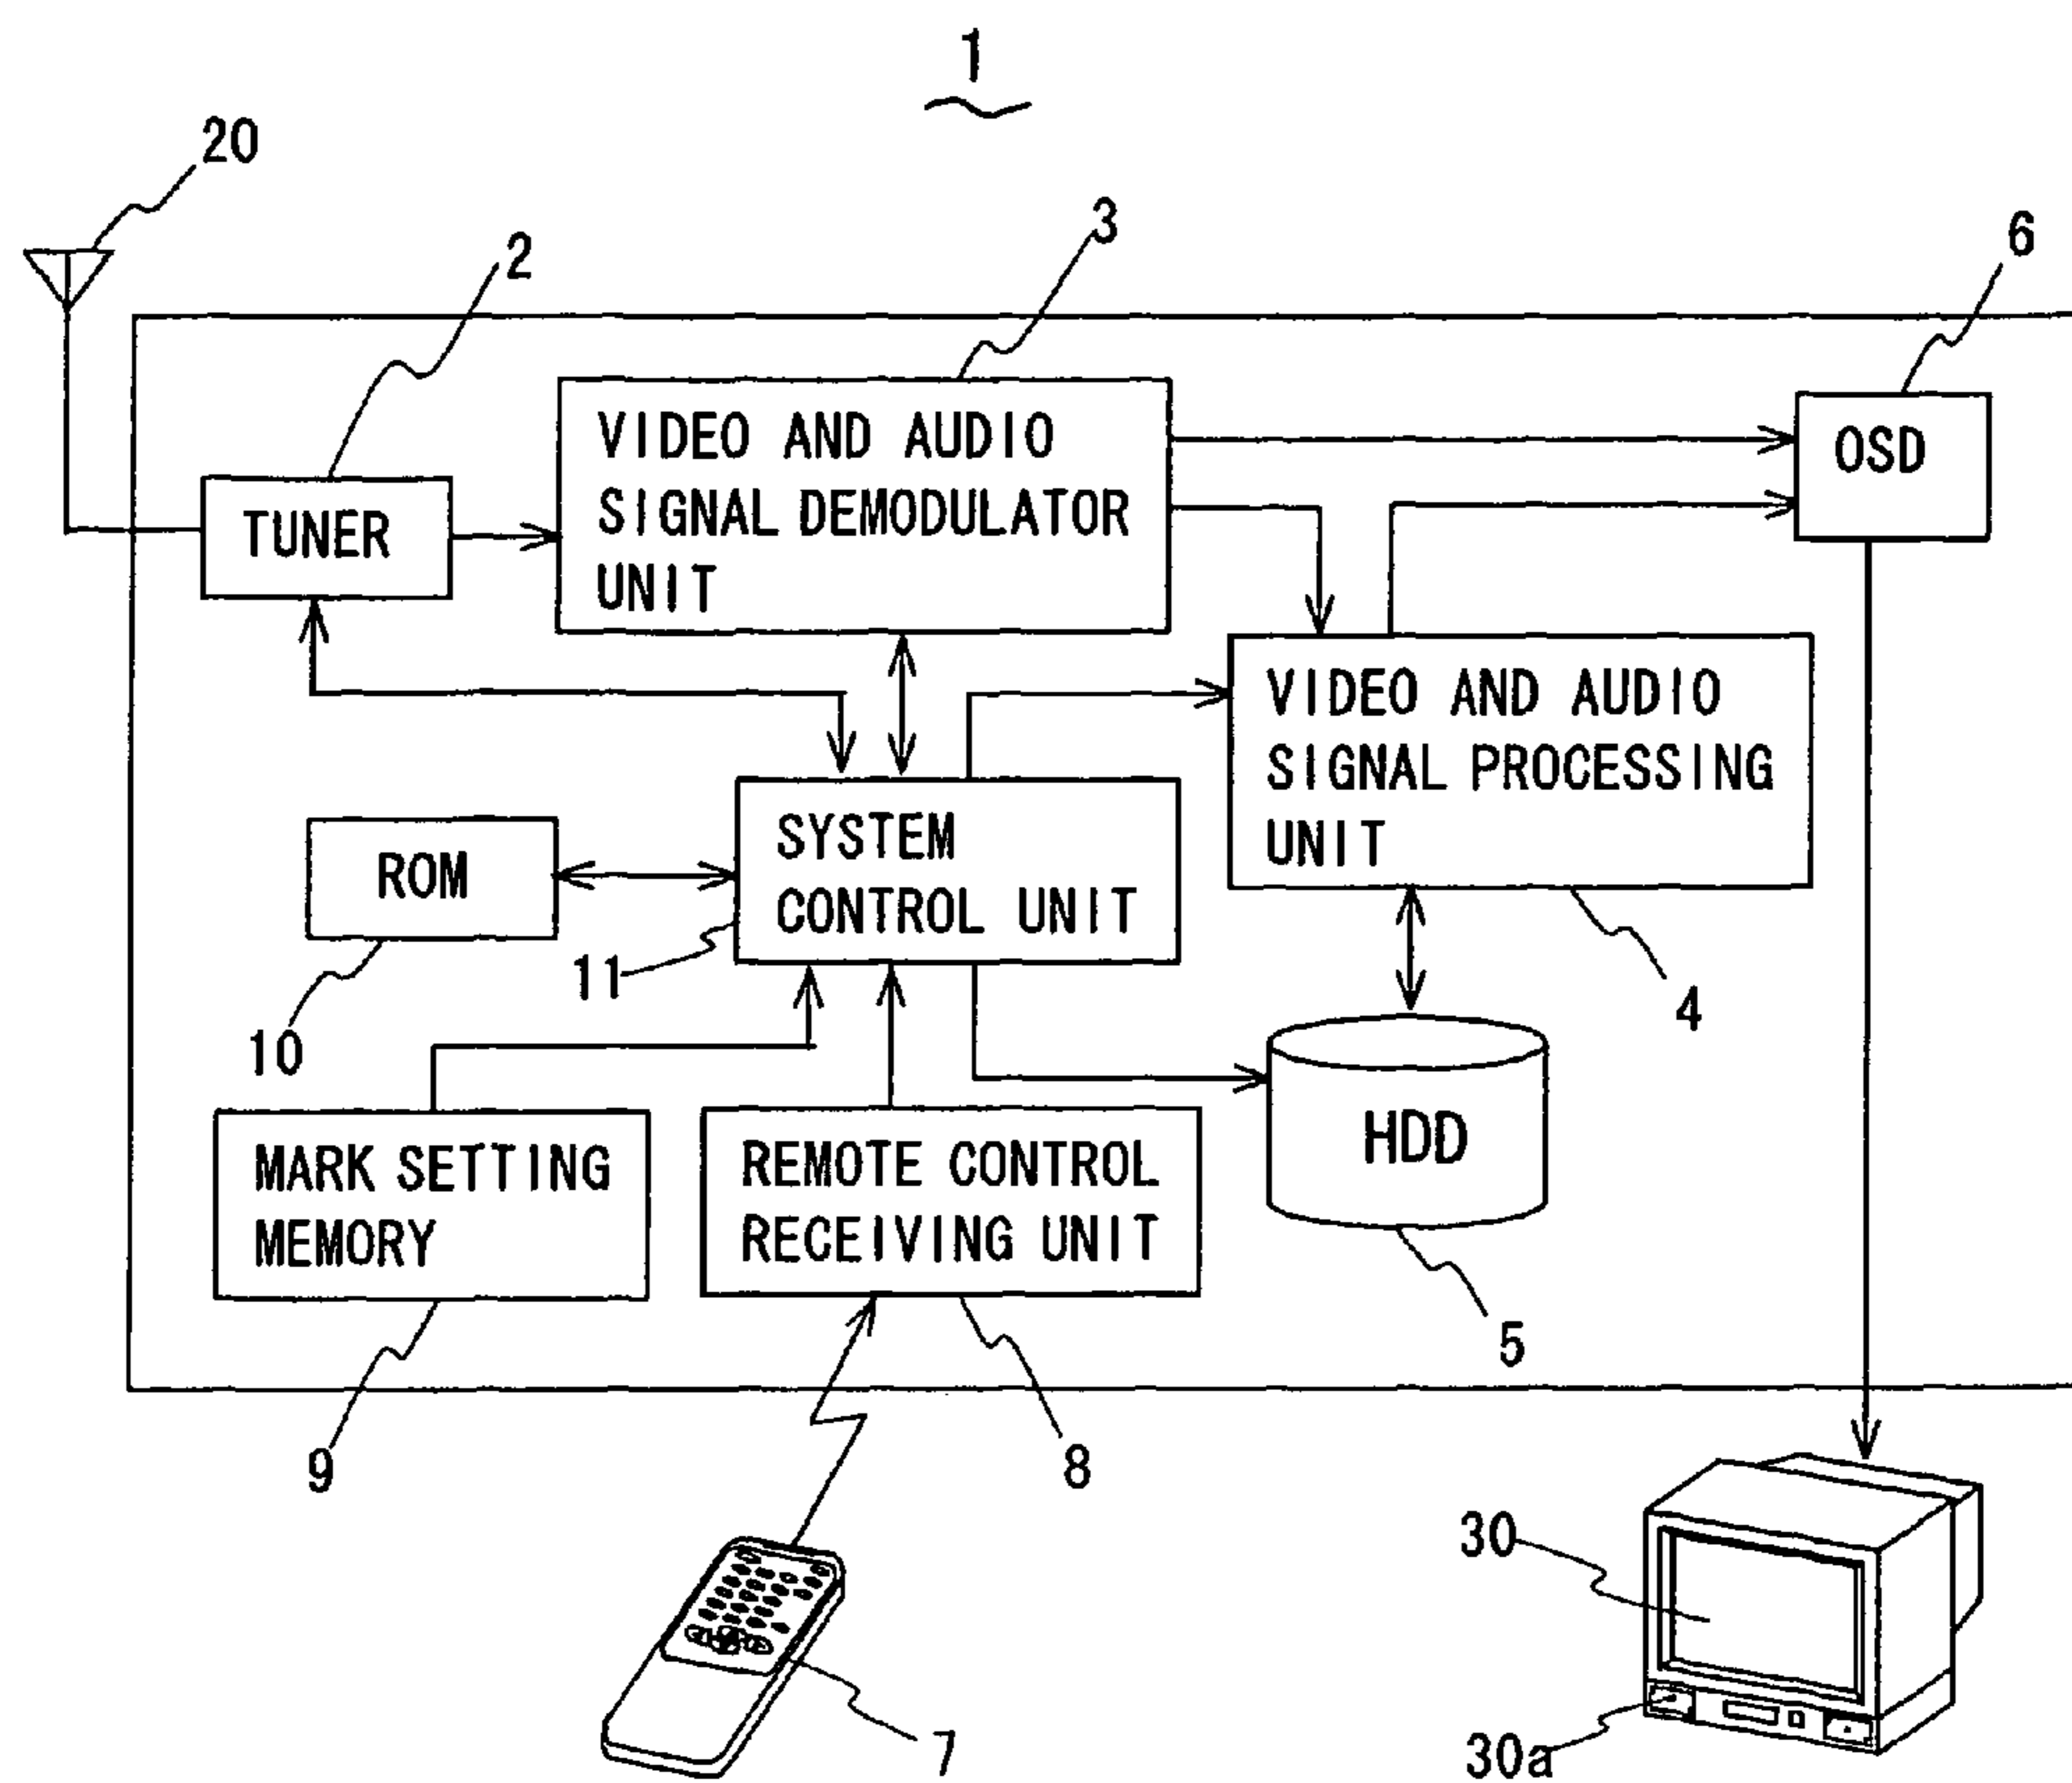 1
20
2
3
6
VIDEO AND AUDIO
SIGNAL DEMODULATOR
UNIT
OSD
TUNER
VIDEO AND AUDIO
SIGNAL PROCESSING
UNIT
SYSTEM
CONTROL UNIT
ROM
11
10
4
MARK SETTING
MEMORY
REMOTE CONTROL
RECEIVING UNIT
HDD
5
9
8
30
7
30a